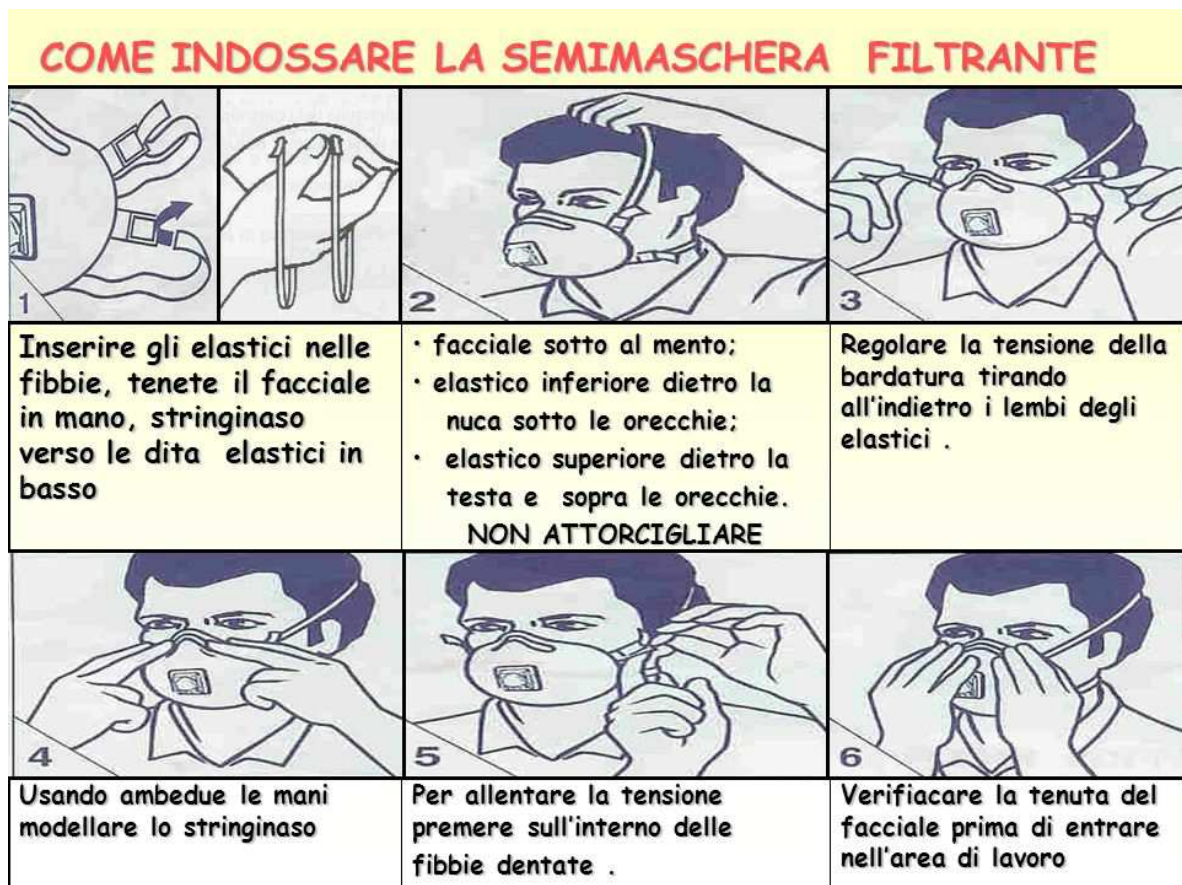 COME INDOSSARE LA SEMIMASCHERA FILTRANTE
1
2
3
Inserire gli elastici nelle
fibbie, tenete il facciale
in mano, stringinaso
verso le dita elastici in
basso
· facciale sotto al mento;
· elastico inferiore dietro la
nuca sotto le orecchie;
· elastico superiore dietro la
testa e sopra le orecchie.
NON ATTORCIGLIARE
Regolare la tensione della
bardatura tirando
all'indietro i lembi degli
elastici .
4
5
6
Usando ambedue le mani
modellare lo stringinaso
Per allentare la tensione
premere sull'interno delle
fibbie dentate .
Verifiacare la tenuta del
facciale prima di entrare
nell'area di lavoro